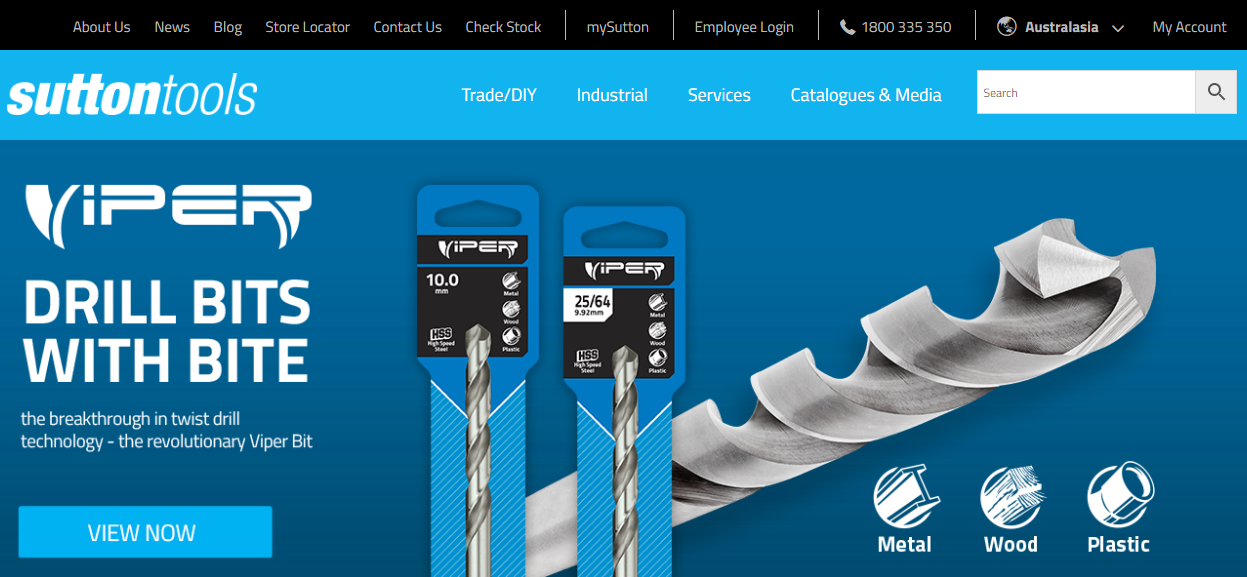 About Us News Blog Store Locator Contact Us Check Stock mySutton Employee Login 1800 335 350 Australasia My Account
suttontools
Trade/DIY Industrial Services Catalogues & Media
Search
VIPER
DRILL BITS
WITH BITE
the breakthrough in twist drill
technology - the revolutionary Viper Bit
VIEW NOW
VIPER
10.0
mm
Metal
Wood
Plastic
HSS
High Speed
Steel
VIPER
25/64
9.92mm
Metal
Wood
Plastic
HSS
High Speed
Steel
Metal Wood Plastic